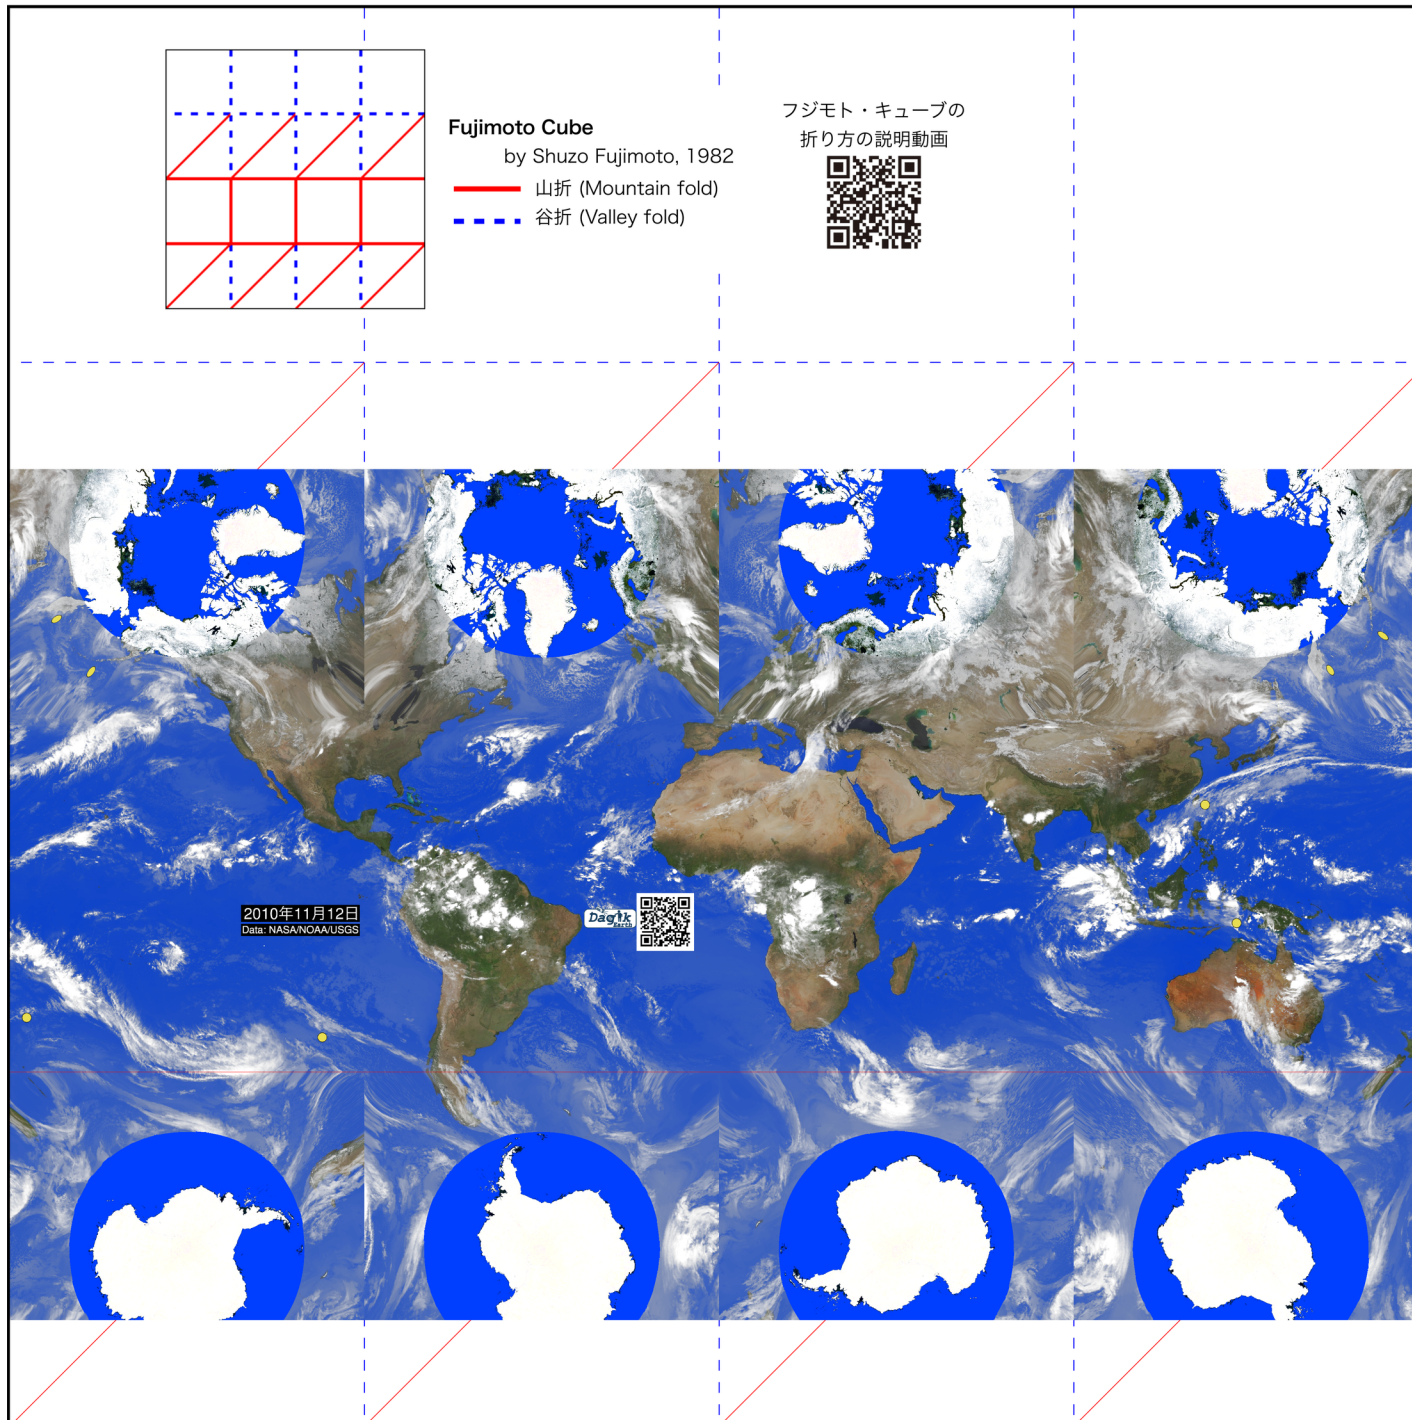 Fujimoto Cube
by Shuzo Fujimoto, 1982
山折 (Mountain fold)
谷折 (Valley fold)
フジモト・キューブの
折り方の説明動画
2010年11月12日
Data: NASA/NOAA/USGS
Dagik
Earth